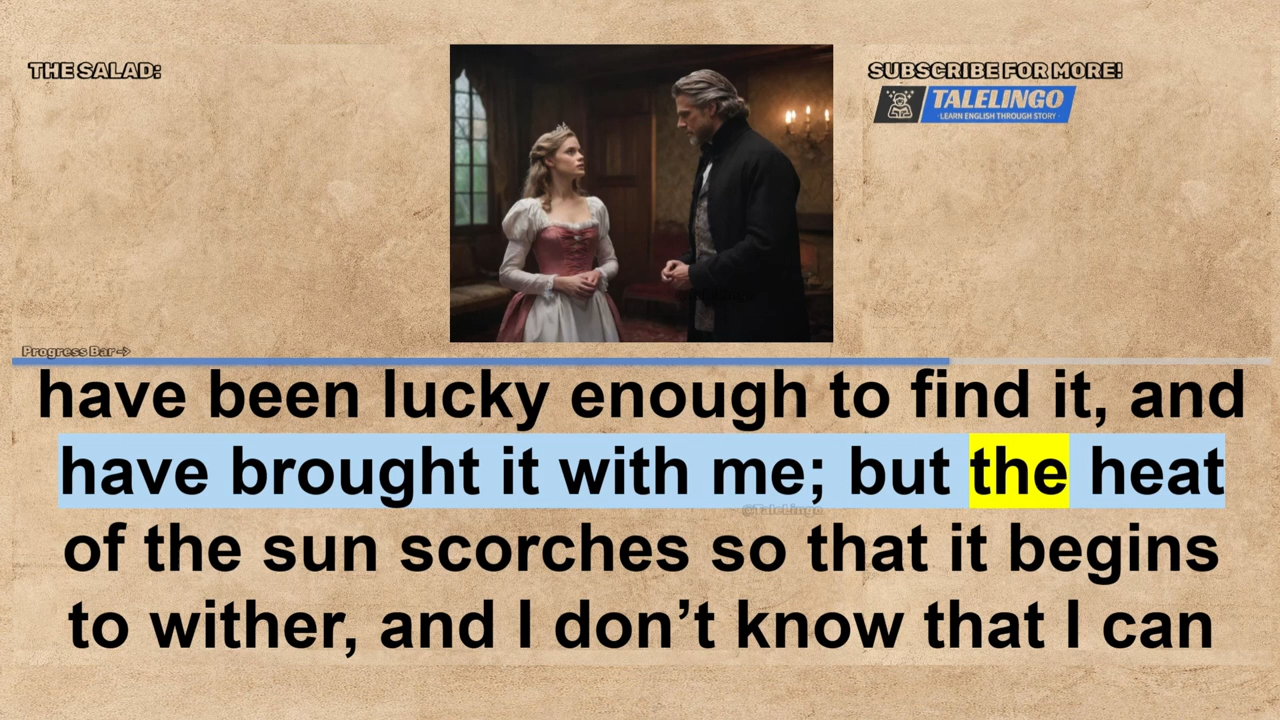 THE SALAD:
SUBSCRIBE FOR MORE!
TALELINGO
LEARN ENGLISH THROUGH STORY
Progress Bar->
have been lucky enough to find it, and
have brought it with me; but the heat
@TaleLingo
of the sun scorches so that it begins
to wither, and I don’t know that I can